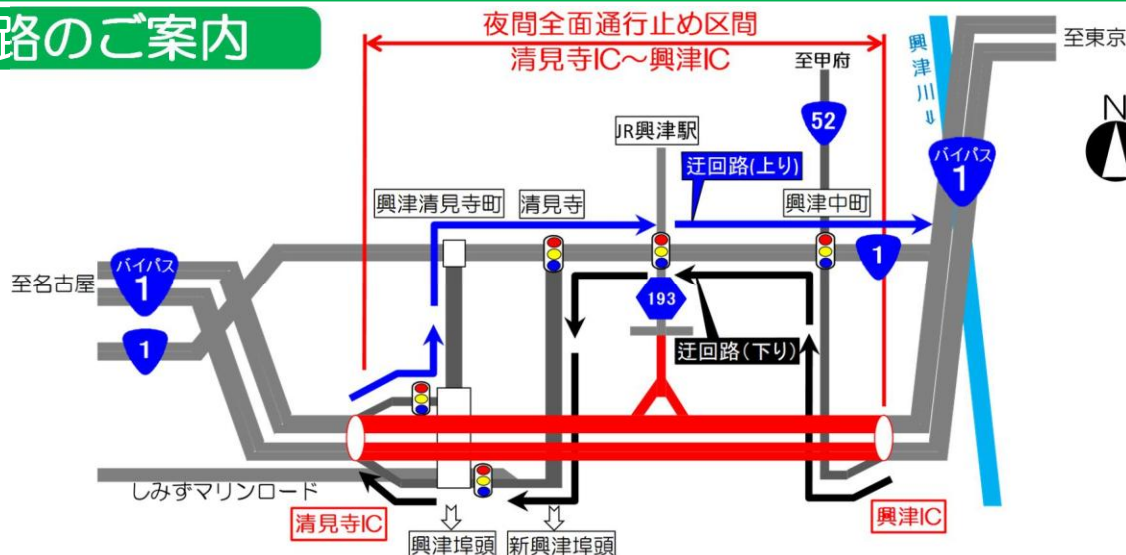 路のご案内
夜間全面通行止め区間
清見寺IC～興津IC
至東京
至甲府
興津川⇓
N
52
JR興津駅
迂回路(上り)
バイパス
1
興津清見寺町
清見寺
興津中町
バイパス
1
至名古屋
1
193
1
迂回路(下り)
しみずマリンロード
清見寺IC
興津IC
興津埠頭
新興津埠頭